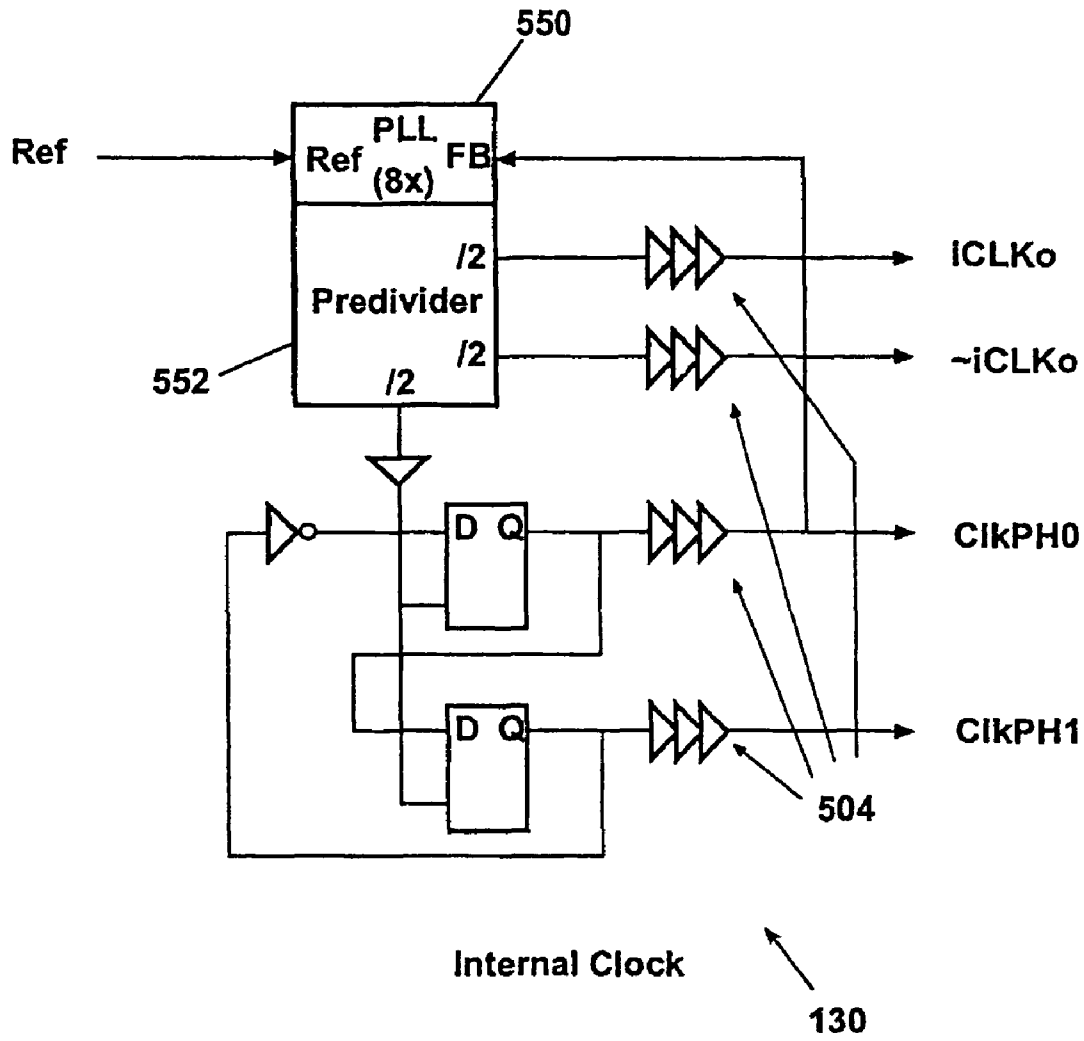 550
Ref
PLL
Ref FB
(8x)
/2
ICLKo
Predivider
/2
~iCLKo
552
/2
D Q
ClkPH0
D Q
ClkPH1
504
Internal Clock
130